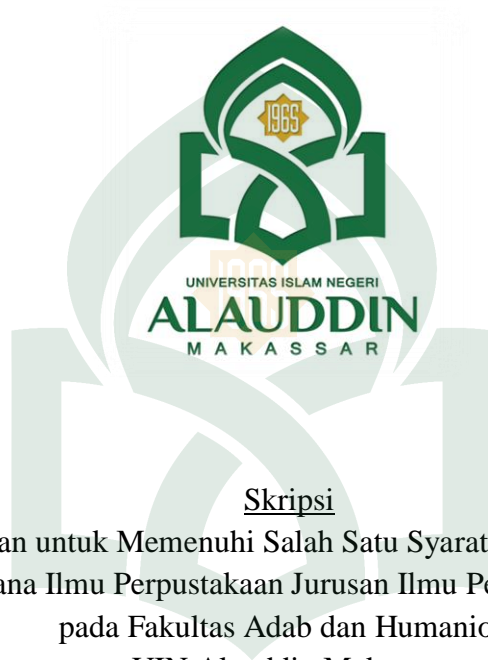 1965
UNIVERSITAS ISLAM NEGERI
ALAUDDIN
MAKASSAR
Skripsi
an untuk Memenuhi Salah Satu Syarat
ana Ilmu Perpustakaan Jurusan Ilmu Pe
pada Fakultas Adab dan Humanio